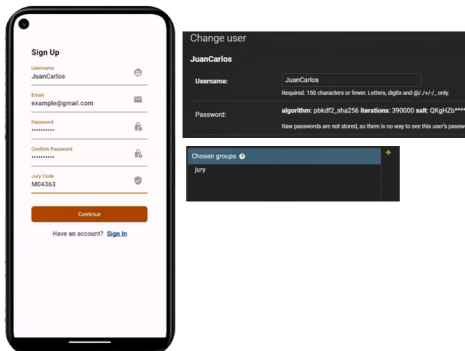 Sign Up
Username
JuanCarlos
Email
example@gmail.com
Password
Confirm Password
Jury Code
M04363
Continue
Have an account? Sign In
Change user
JuanCarlos
Username: JuanCarlos
Required. 150 characters or fewer. Letters, digits and @/./+/-/_ only.
Password: algorithm: pbkdf2_sha256 iterations: 390000 salt: QKgHZb****
Raw passwords are not stored, so there is no way to see this user's passw
Chosen groups
jury